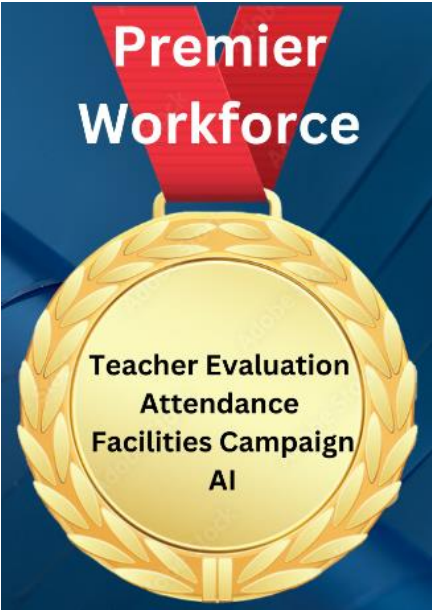 Premier
Workforce
Teacher Evaluation
Attendance
Facilities Campaign
AI